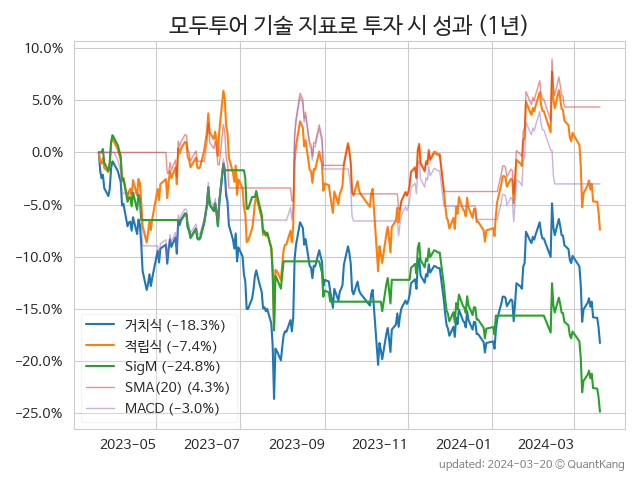 모두투어 기술 지표로 투자 시 성과 (1년)
10.0%
5.0%
0.0%
−5.0%
−10.0%
−15.0%
−20.0%
−25.0%
거치식 (−18.3%)
적립식 (−7.4%)
SigM (−24.8%)
SMA(20) (4.3%)
MACD (−3.0%)
2023-05 2023-07 2023-09 2023-11 2024-01 2024-03
updated: 2024-03-20 © QuantKang